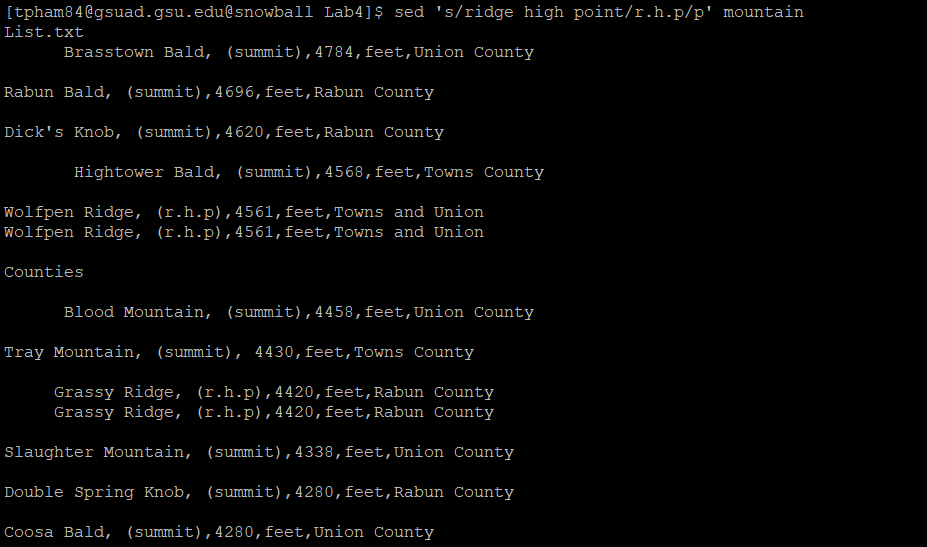 [tpham84@gsuad.gsu.edu@snowball Lab4]$ sed 's/ridge high point/r.h.p/p' mountain
List.txt
      Brasstown Bald, (summit),4784,feet,Union County
Rabun Bald, (summit),4696,feet,Rabun County
Dick's Knob, (summit),4620,feet,Rabun County
       Hightower Bald, (summit),4568,feet,Towns County
Wolfpen Ridge, (r.h.p),4561,feet,Towns and Union
Wolfpen Ridge, (r.h.p),4561,feet,Towns and Union
Counties
      Blood Mountain, (summit),4458,feet,Union County
Tray Mountain, (summit), 4430,feet,Towns County
     Grassy Ridge, (r.h.p),4420,feet,Rabun County
     Grassy Ridge, (r.h.p),4420,feet,Rabun County
Slaughter Mountain, (summit),4338,feet,Union County
Double Spring Knob, (summit),4280,feet,Rabun County
Coosa Bald, (summit),4280,feet,Union County